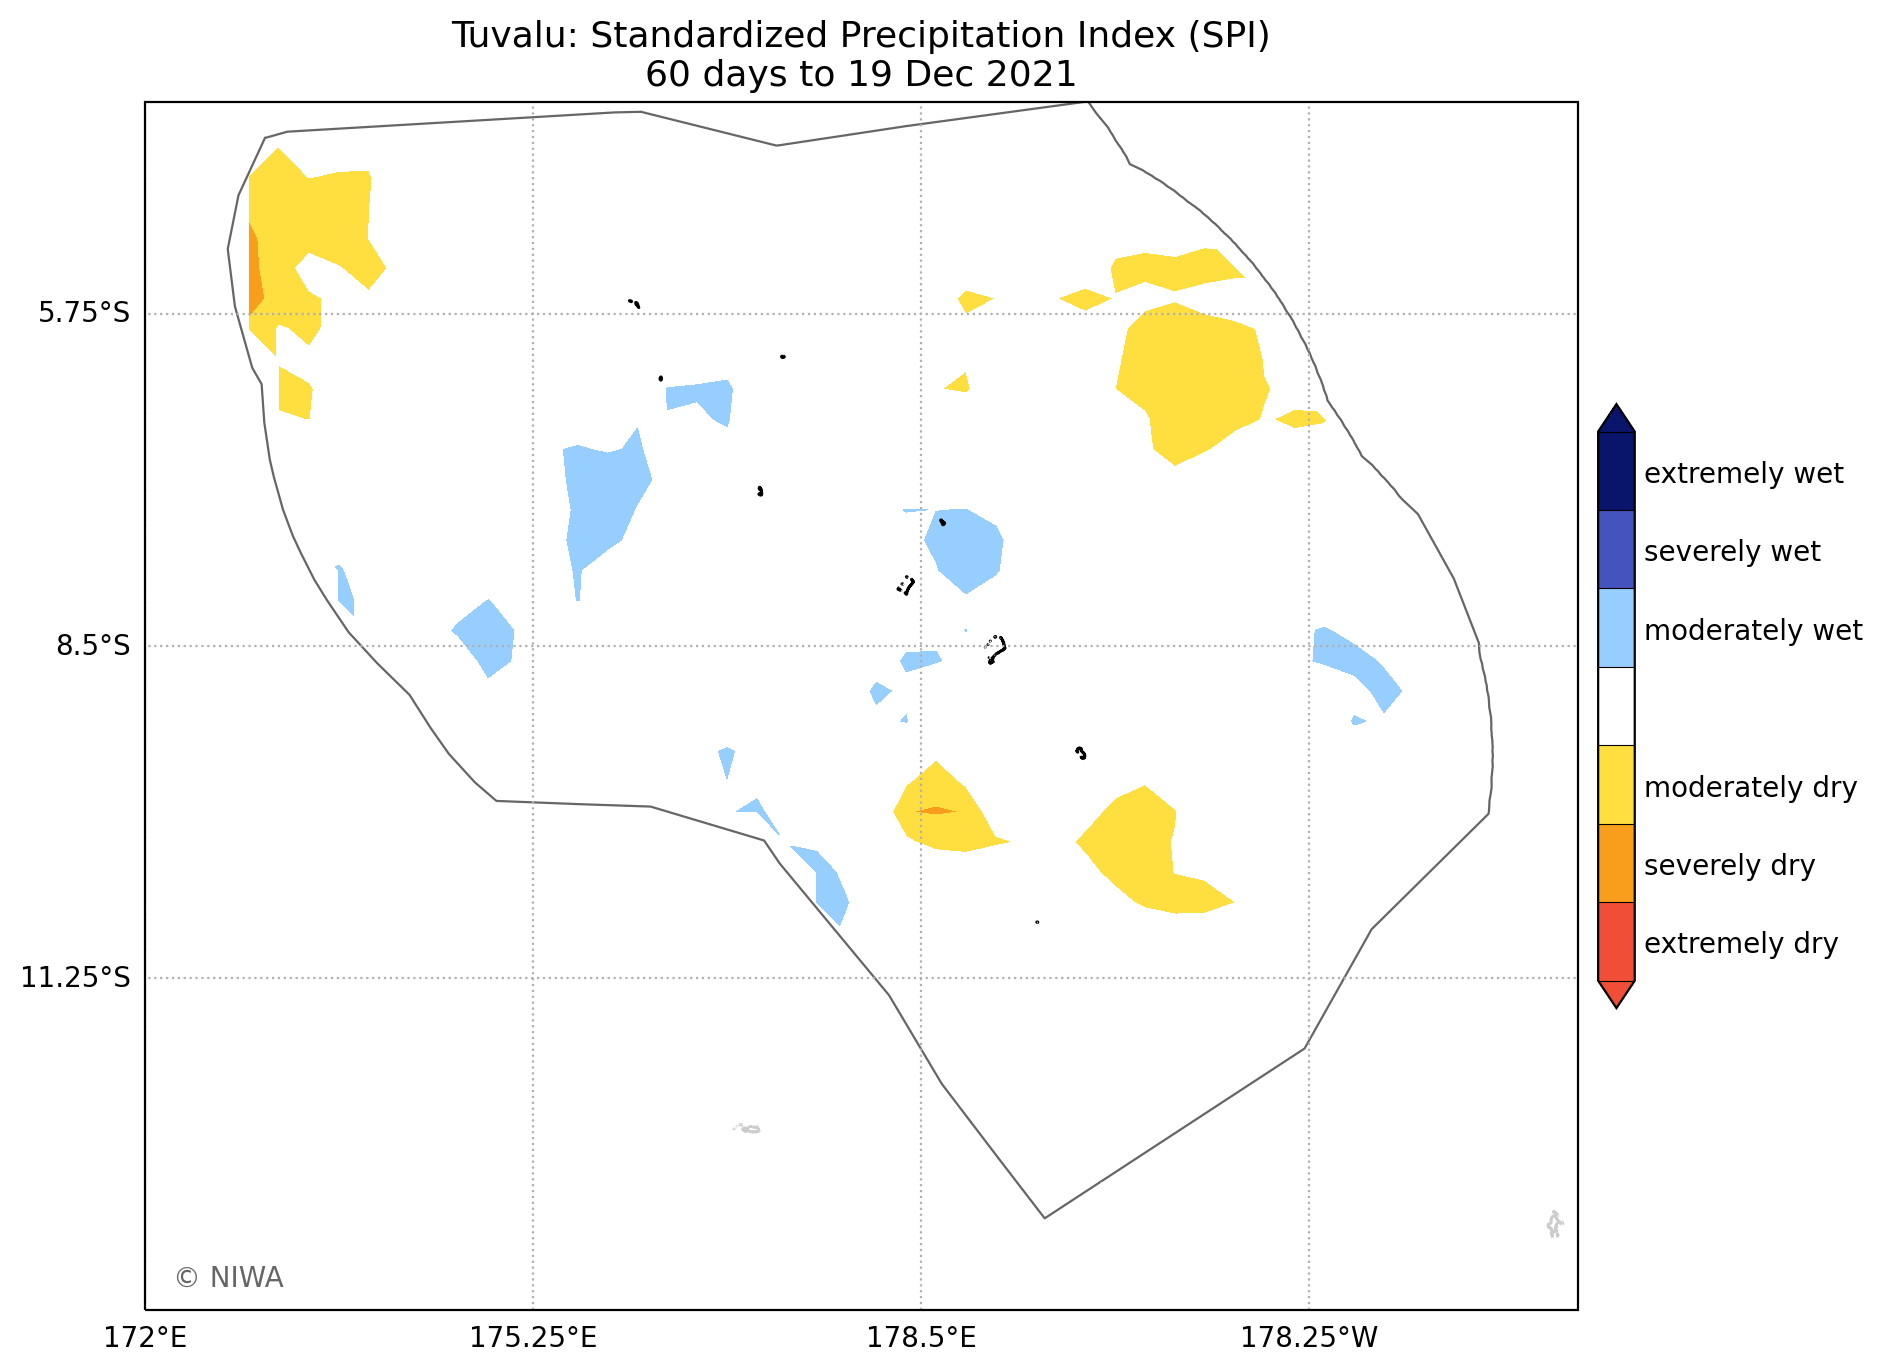 Tuvalu: Standardized Precipitation Index (SPI)
60 days to 19 Dec 2021
5.75°S
8.5°S
11.25°S
172°E
175.25°E
178.5°E
178.25°W
© NIWA
extremely wet
severely wet
moderately wet
moderately dry
severely dry
extremely dry